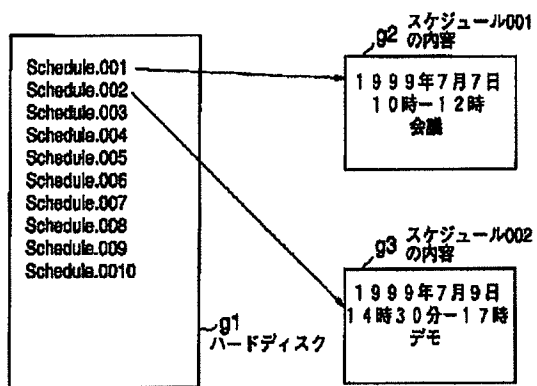 Schedule.001
Schedule.002
Schedule.003
Schedule.004
Schedule.005
Schedule.006
Schedule.007
Schedule.008
Schedule.009
Schedule.0010
g1
ハードディスク
g2
スケジュール001
の内容
1999年7月7日
10時－12時
会議
g3
スケジュール002
の内容
1999年7月9日
14時30分－17時
デモ